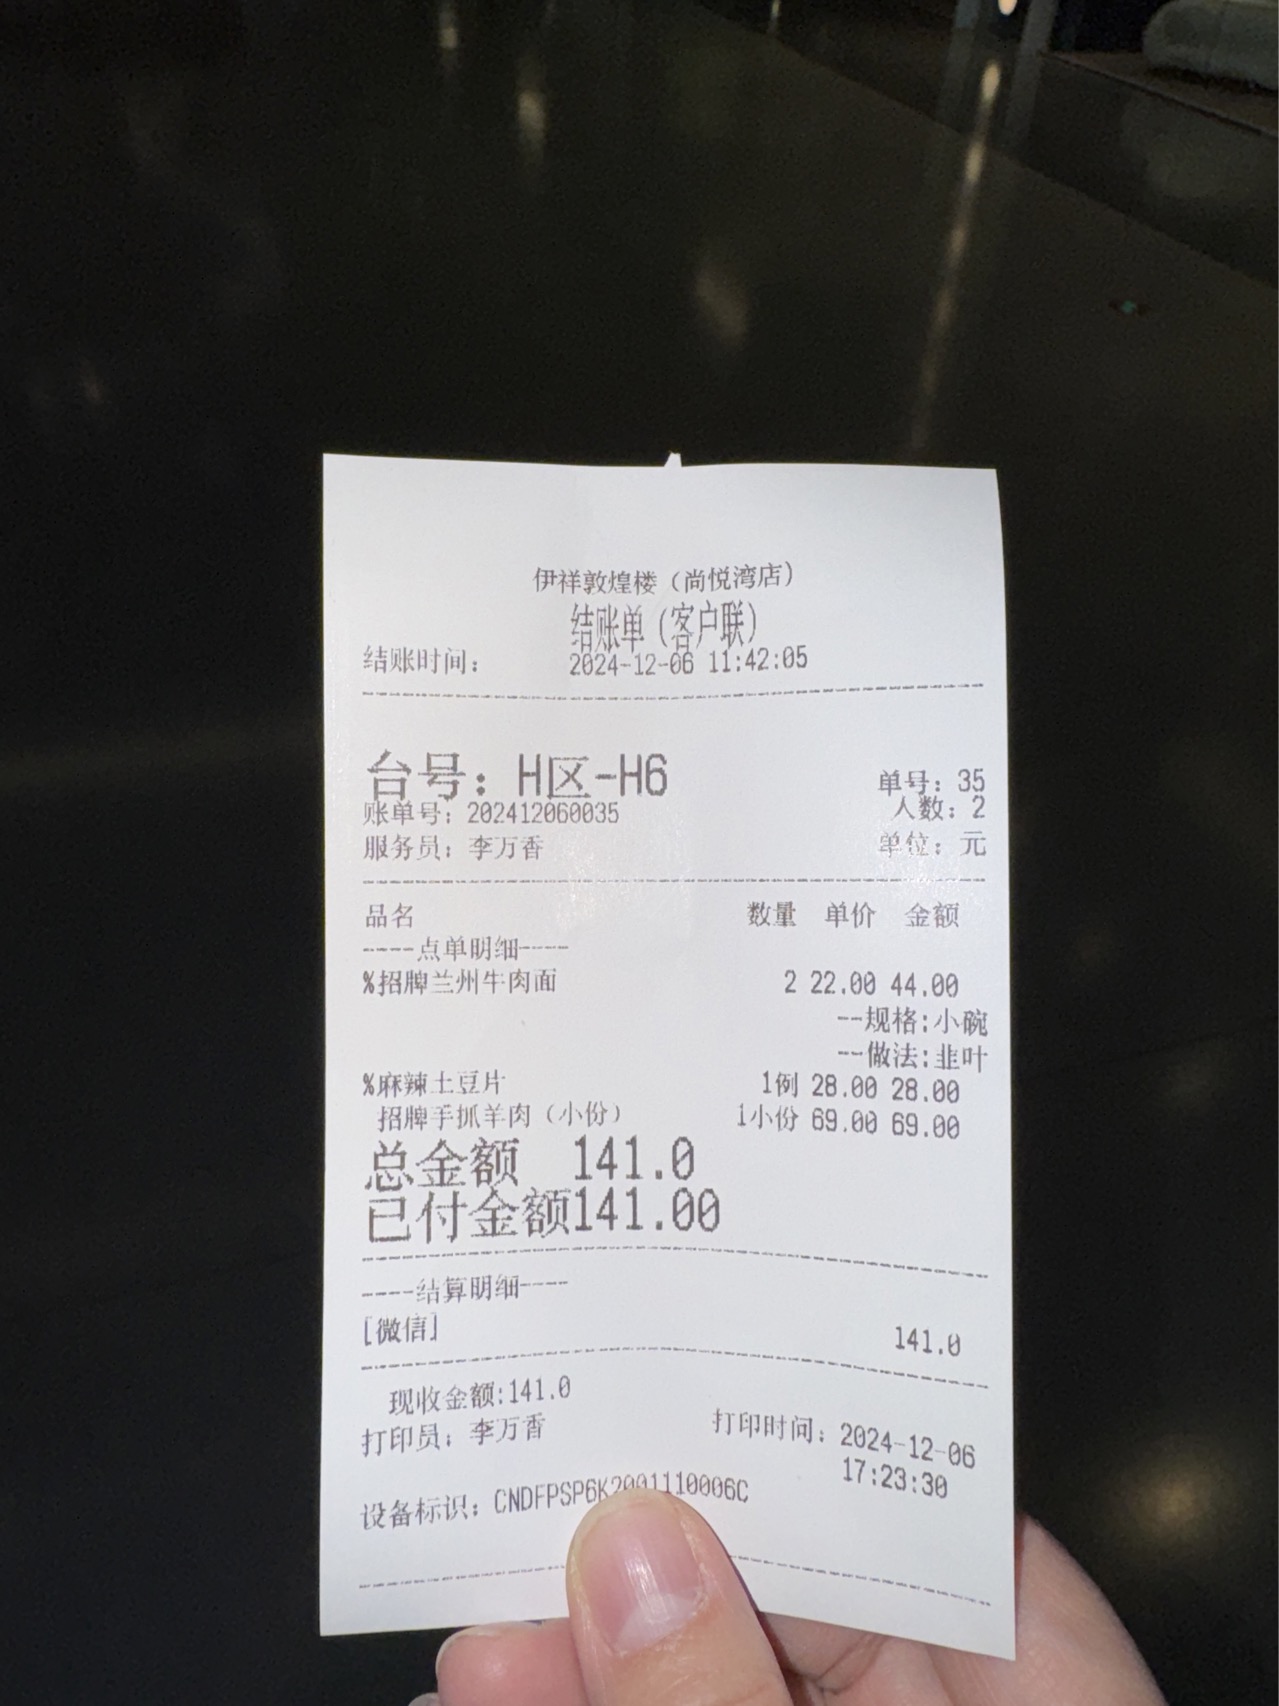 伊祥敦煌楼（尚悦湾店）
结账单（客户联）
结账时间： 2024-12-06 11:42:05
台号：H区-H6 单号：35
账单号：202412060035 人数：2
服务员：李万香 单位：元
品名 数量 单价 金额
----点单明细----
%招牌兰州牛肉面 2 22.00 44.00
--规格:小碗
--做法:韭叶
%麻辣土豆片 1例 28.00 28.00
招牌手抓羊肉（小份） 1小份 69.00 69.00
总金额 141.0
已付金额141.00
----结算明细----
[微信] 141.0
现收金额:141.0
打印员：李万香 打印时间：2024-12-06
17:23:30
设备标识：CNDFPSP6K2001110006C